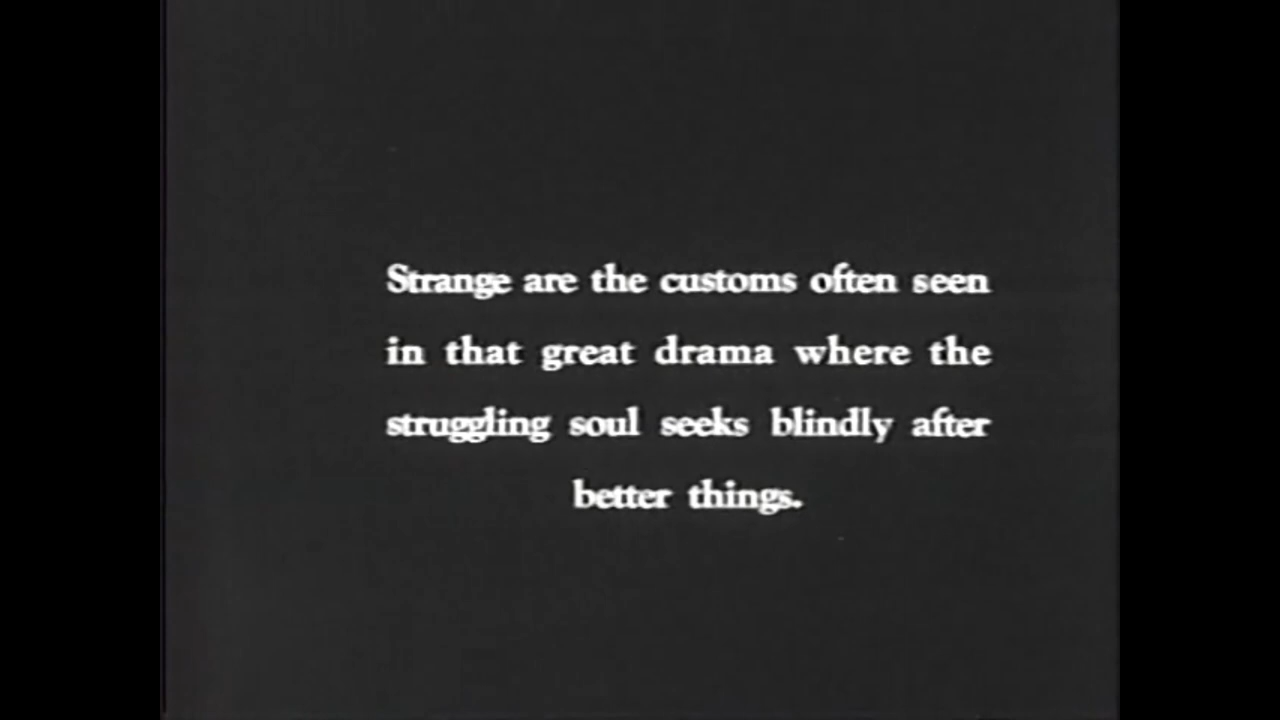 Strange are the customs often seen
in that great drama where the
struggling soul seeks blindly after
better things.